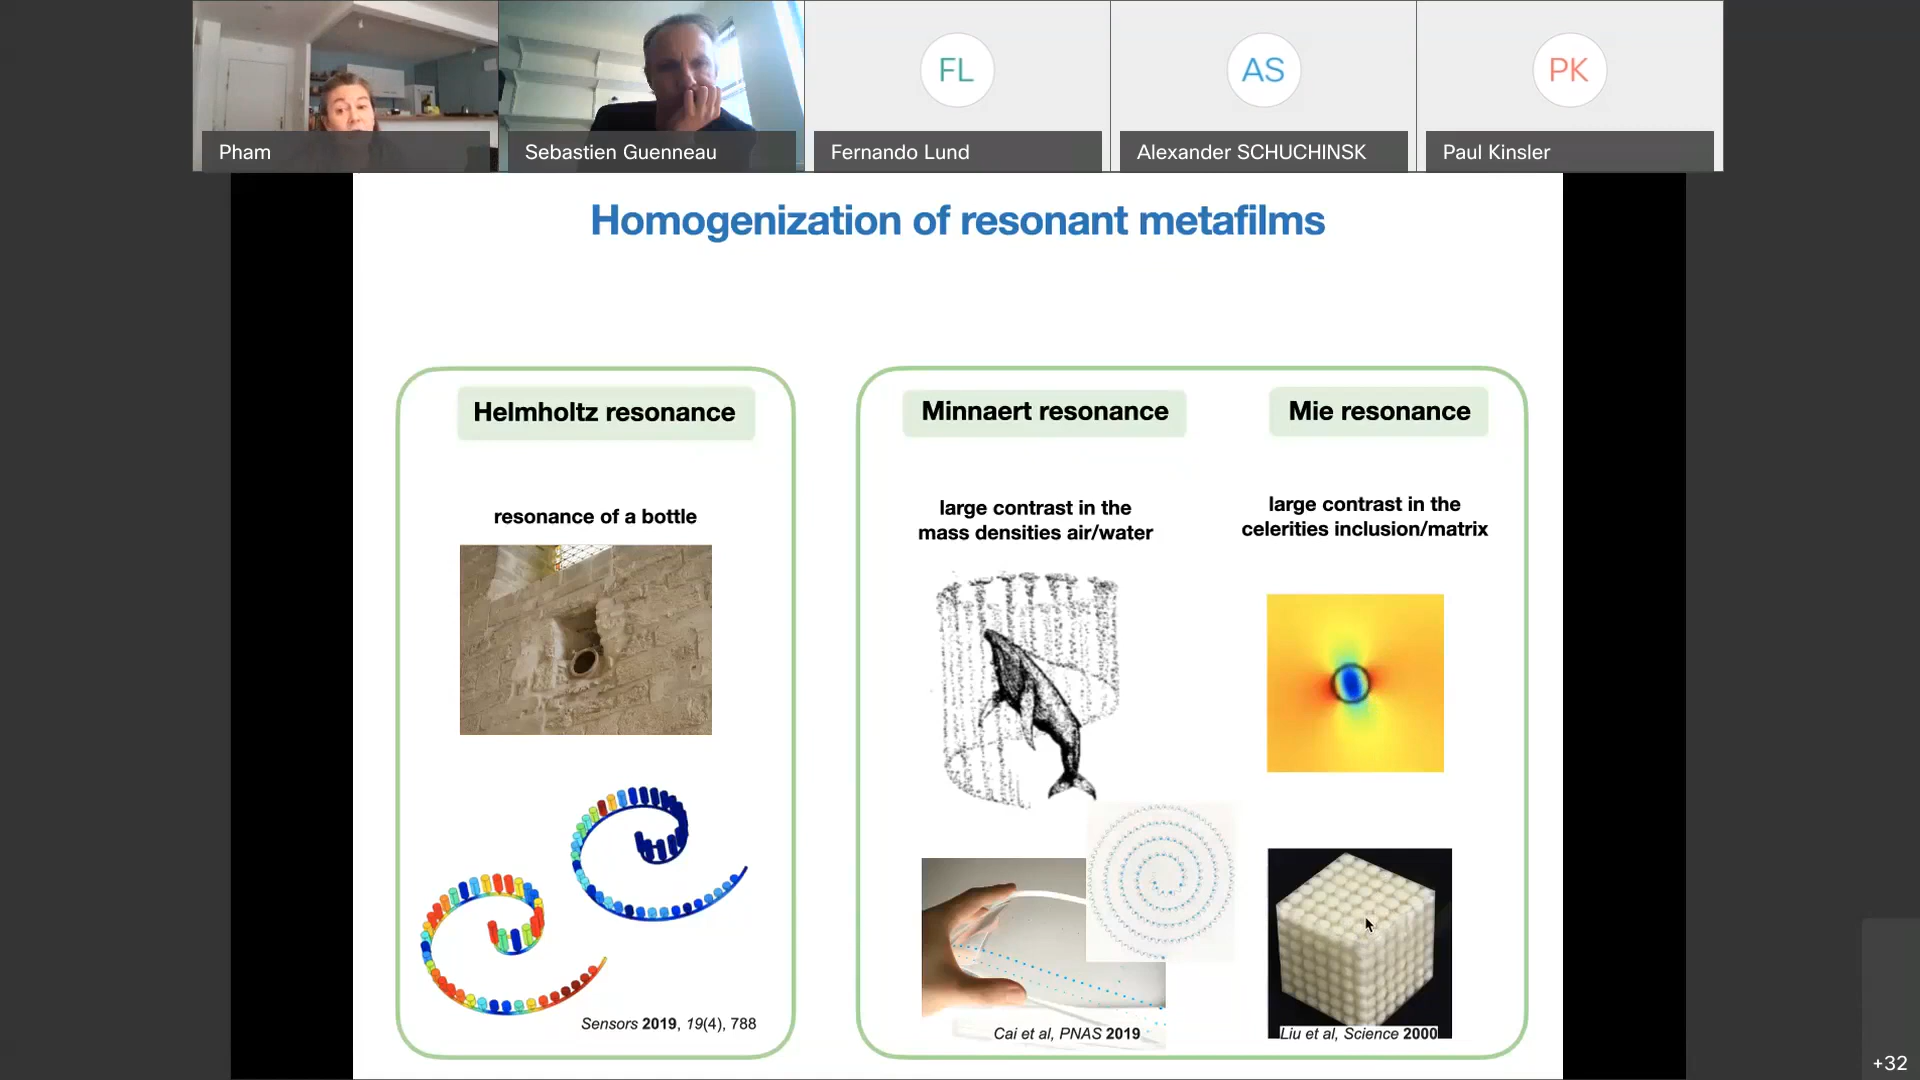 FL
AS
PK
Pham
Sebastien Guenneau
Fernando Lund
Alexander SCHUCHINSK
Paul Kinsler
Homogenization of resonant metafilms
Helmholtz resonance
resonance of a bottle
Sensors 2019, 19(4), 788
Minnaert resonance
large contrast in the
mass densities air/water
Cai et al, PNAS 2019
Mie resonance
large contrast in the
celerities inclusion/matrix
Liu et al, Science 2000
+32